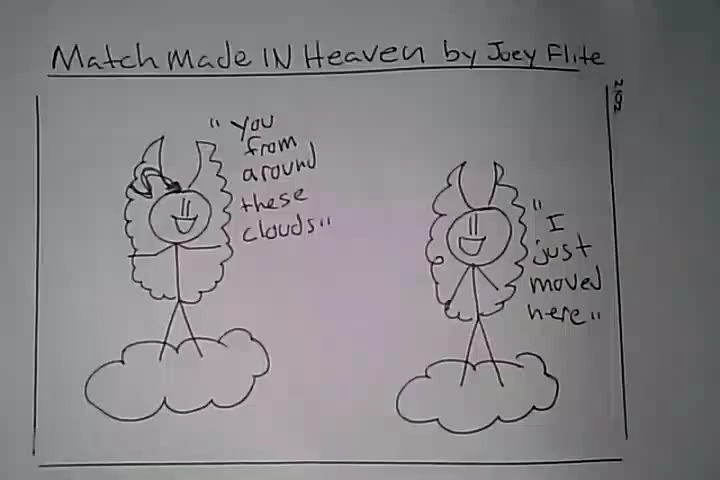 Match Made IN Heaven by Joey Flite
"You
from
around
these
clouds"
"I
just
moved
here"